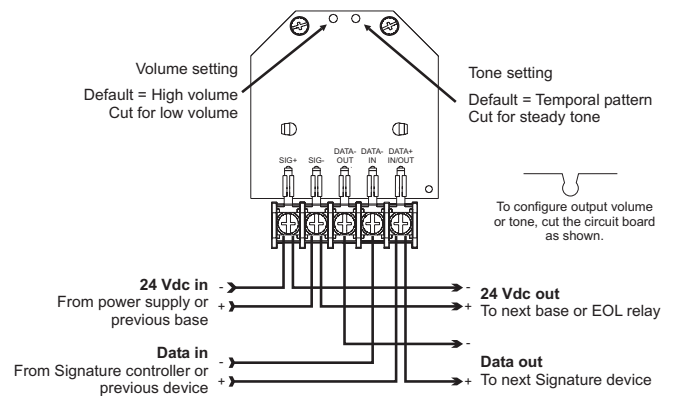 Volume setting
Default = High volume
Cut for low volume
Tone setting
Default = Temporal pattern
Cut for steady tone
SIG+ SIG- DATA- OUT DATA- IN DATA+ IN/OUT
To configure output volume
or tone, cut the circuit board
as shown.
24 Vdc in -
From power supply or +
previous base
- 24 Vdc out
+ To next base or EOL relay
Data in -
From Signature controller or +
previous device
-
Data out
+ To next Signature device